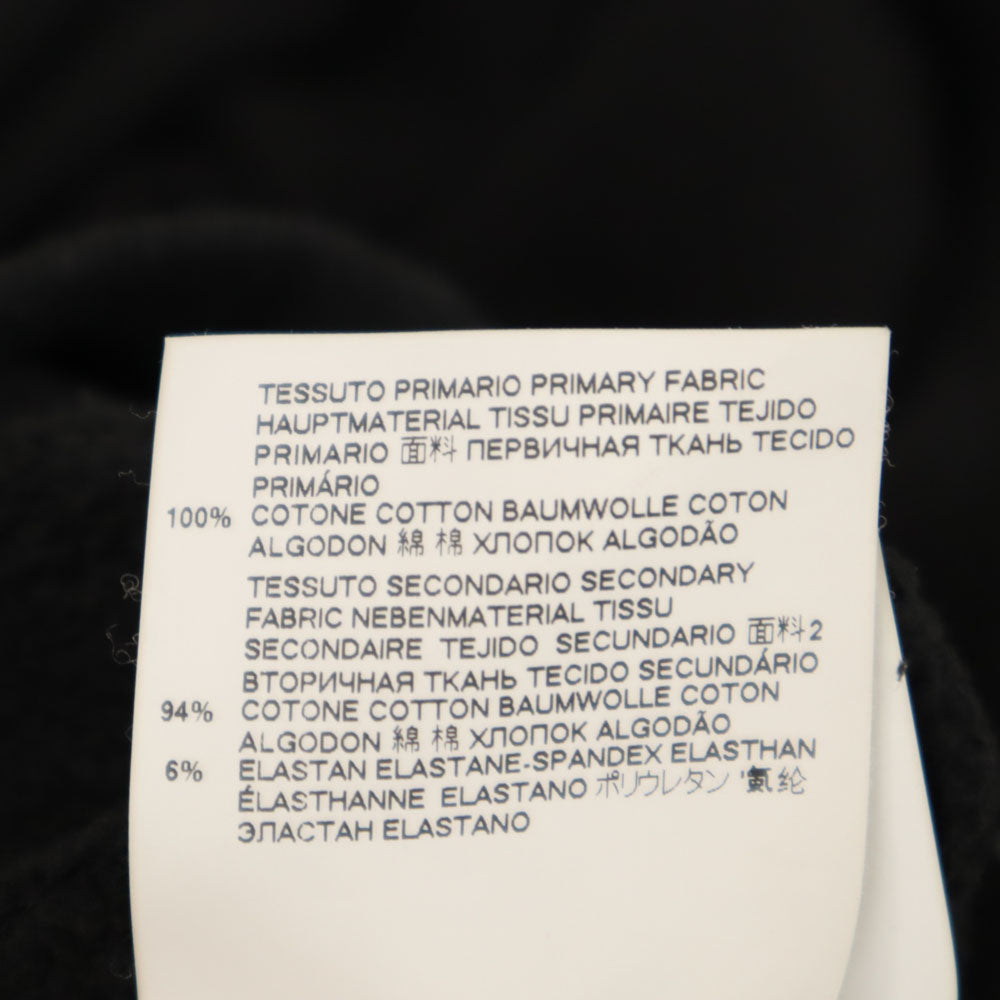 TESSUTO PRIMARIO PRIMARY FABRIC
HAUPTMATERIAL TISSU PRIMAIRE TEJIDO
PRIMARIO 面料 ПЕРВИЧНАЯ ТКАНЬ TECIDO
PRIMÁRIO
100% COTONE COTTON BAUMWOLLE COTON
ALGODON 綿 棉 ХЛОПОК ALGODÃO
TESSUTO SECONDARIO SECONDARY
FABRIC NEBENMATERIAL TISSU
SECONDAIRE TEJIDO SECUNDARIO 面料2
ВТОРИЧНАЯ ТКАНЬ TECIDO SECUNDÁRIO
94% COTONE COTTON BAUMWOLLE COTON
ALGODON 綿 棉 ХЛОПОК ALGODÃO
6% ELASTAN ELASTANE-SPANDEX ELASTHAN
ÉLASTHANNE ELASTANO ポリウレタン '氨纶
ЭЛАСТАН ELASTANO